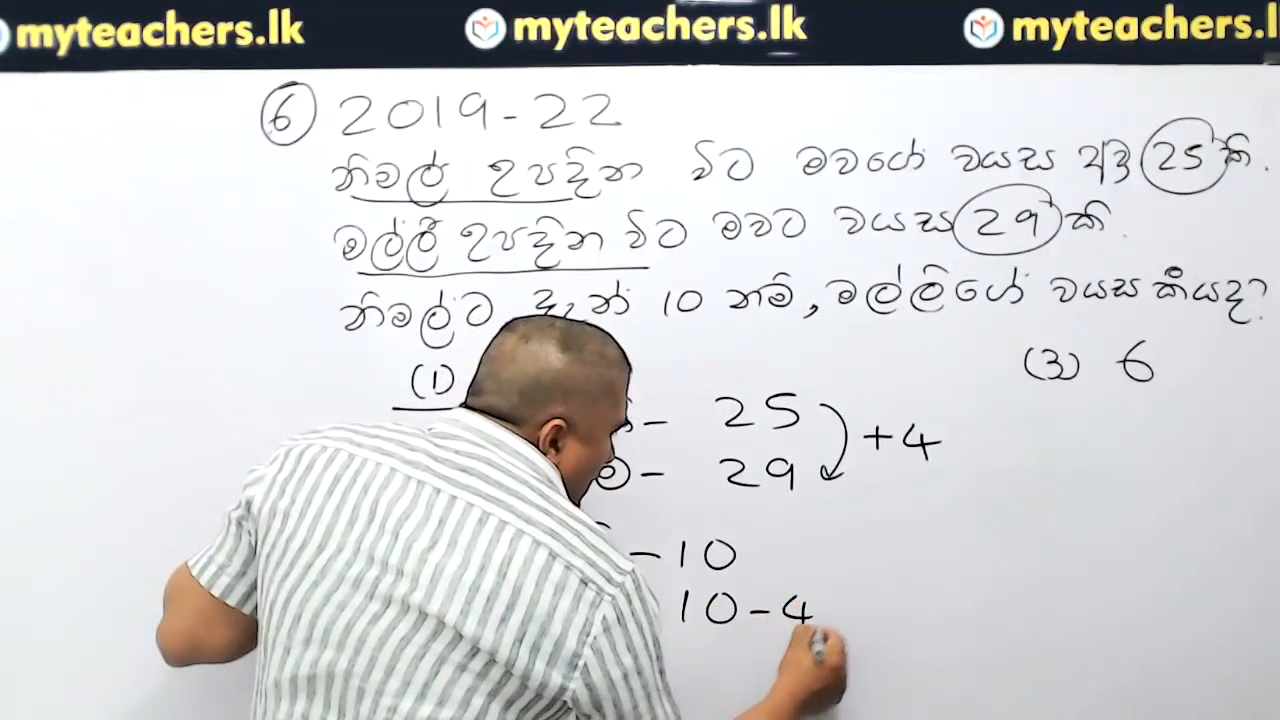 myteachers.lk myteachers.lk myteachers.lk
6 2019-22
නිමල් උපදින විට මවගේ වයස අවු 25 කි.
මල්ලී උපදින විට මවට වයස 29 කි.
නිමල්ට දැන් 10 නම්, මල්ලිගේ වයස කීයද?
(1) (3) 6
- 25
+4
ම - 29
- 10
10 - 4